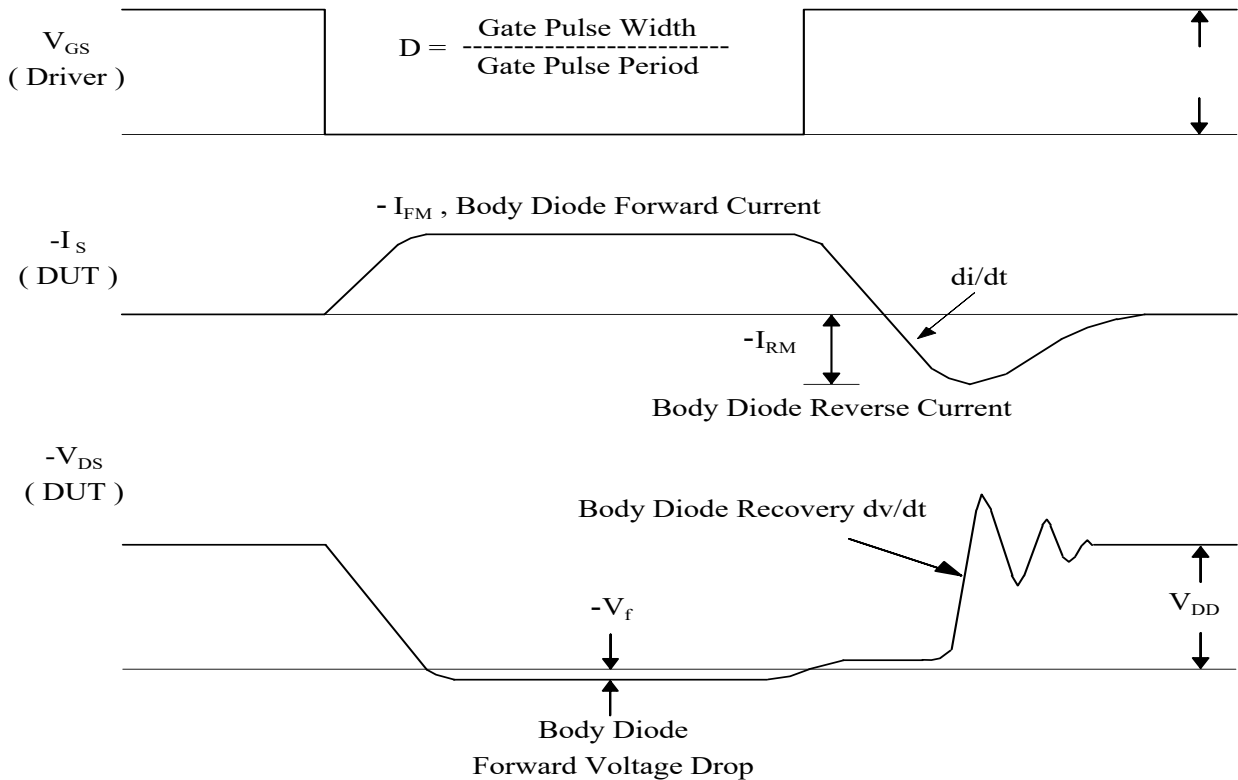 V_GS
( Driver )
D = Gate Pulse Width
Gate Pulse Period
- I_FM , Body Diode Forward Current
-I_S
( DUT )
di/dt
-I_RM
Body Diode Reverse Current
-V_DS
( DUT )
Body Diode Recovery dv/dt
-V_f
V_DD
Body Diode
Forward Voltage Drop